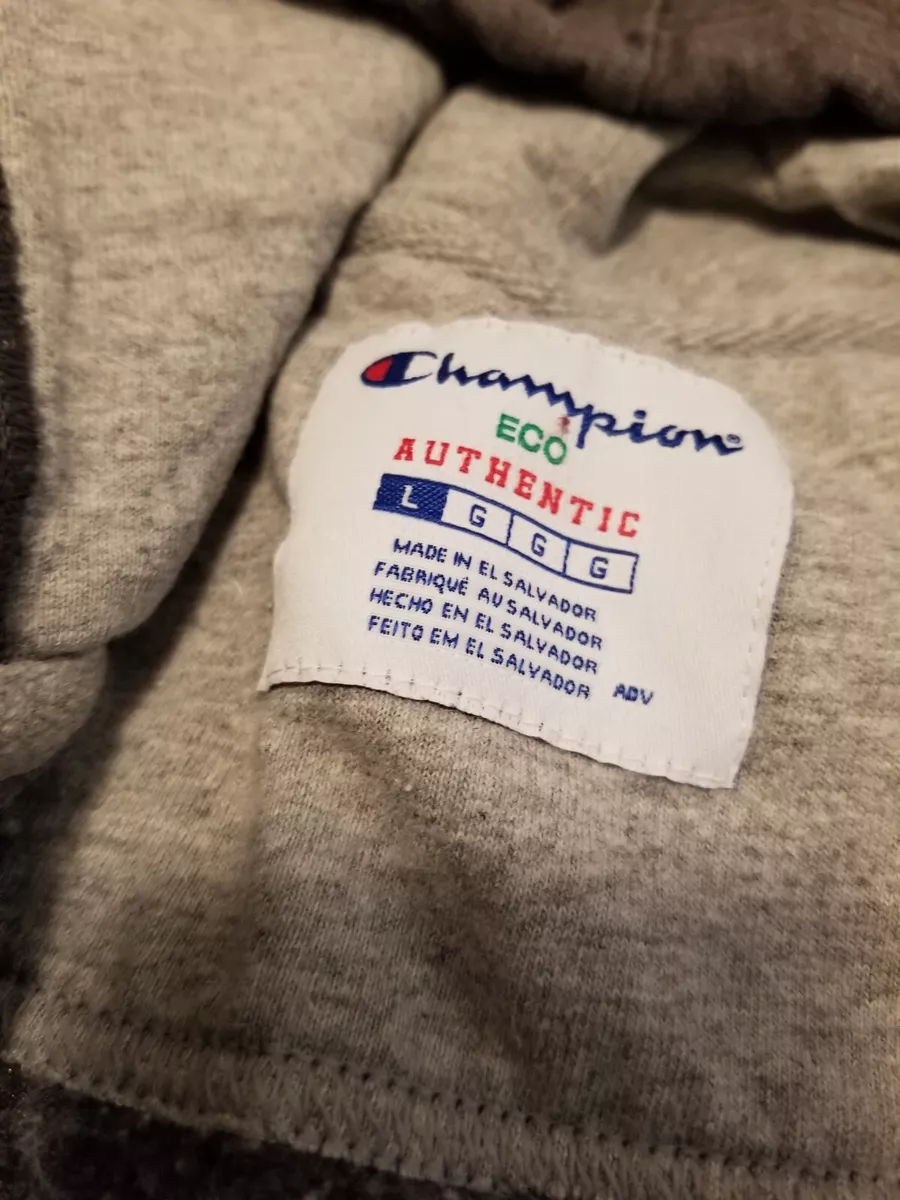 Champion®
ECO
AUTHENTIC
L G G G
MADE IN EL SALVADOR
FABRIQUÉ AU SALVADOR
HECHO EN EL SALVADOR
FEITO EM EL SALVADOR ADV